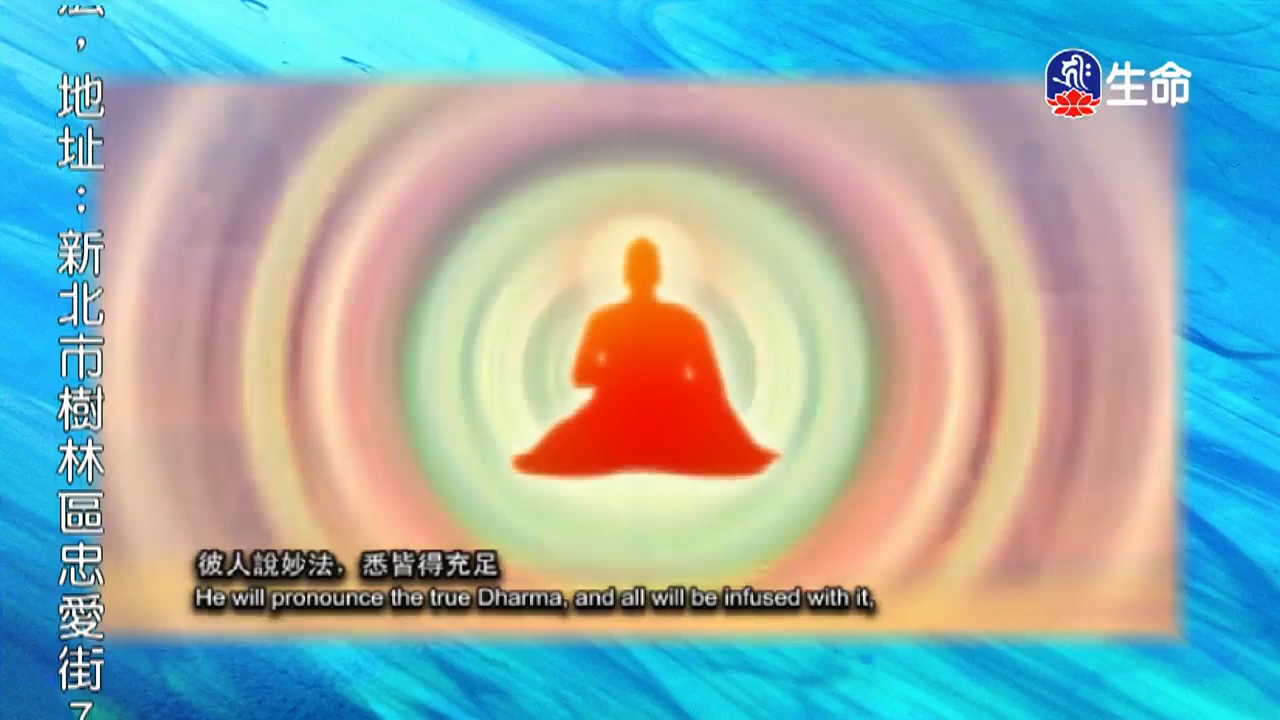 生命
，地址：新北市樹林區忠愛街7
彼人說妙法，悉皆得充足
He will pronounce the true Dharma, and all will be infused with it,